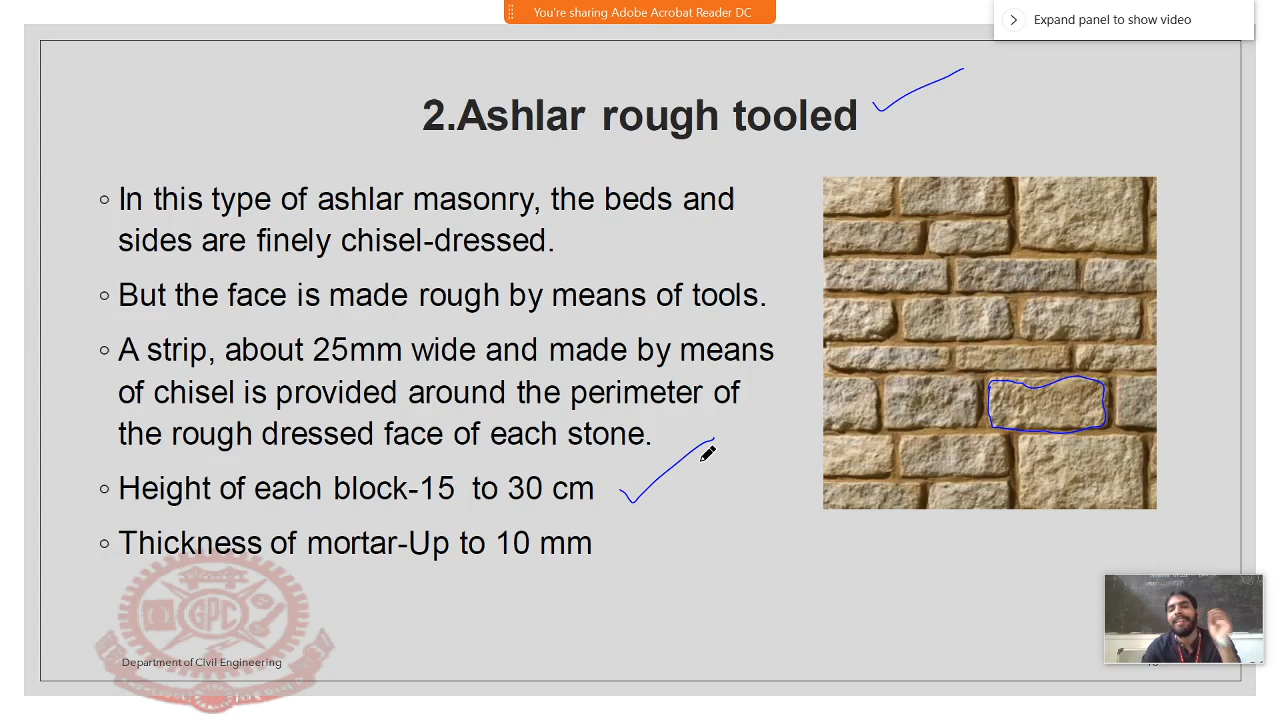 You're sharing Adobe Acrobat Reader DC
Expand panel to show video
2.Ashlar rough tooled
In this type of ashlar masonry, the beds and
sides are finely chisel-dressed.
But the face is made rough by means of tools.
A strip, about 25mm wide and made by means
of chisel is provided around the perimeter of
the rough dressed face of each stone.
Height of each block-15 to 30 cm
Thickness of mortar-Up to 10 mm
GPC
Department of Civil Engineering